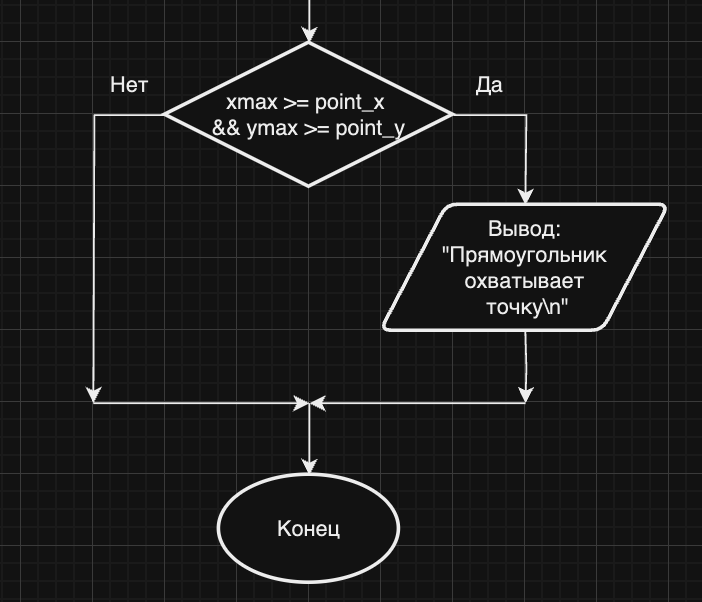 Нет
Да
xmax >= point_x
&& ymax >= point_y
Вывод:
"Прямоугольник
охватывает
точку\n"
Конец